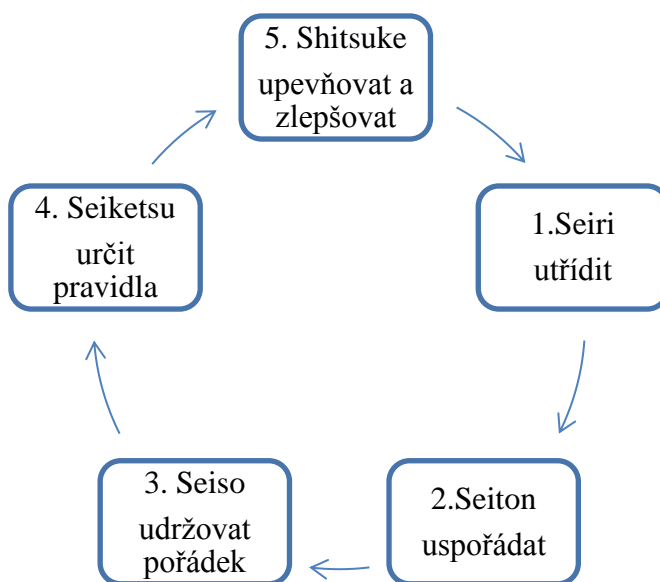 5. Shitsuke
upevňovat a
zlepšovat
1.Seiri
utřídit
2.Seiton
uspořádat
3. Seiso
udržovat
pořádek
4. Seiketsu
určit
pravidla